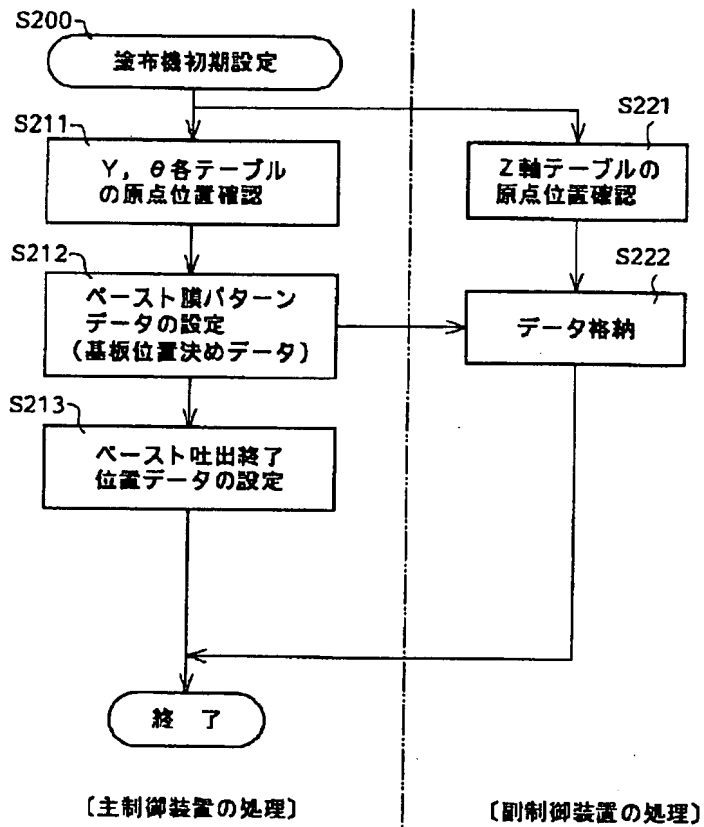 S200
塗布機初期設定
S211
Y，θ各テーブル
の原点位置確認
S221
Z軸テーブルの
原点位置確認
S212
ペースト膜パターン
データの設定
（基板位置決めデータ）
S222
データ格納
S213
ペースト吐出終了
位置データの設定
終 了
〔主制御装置の処理〕
〔副制御装置の処理〕